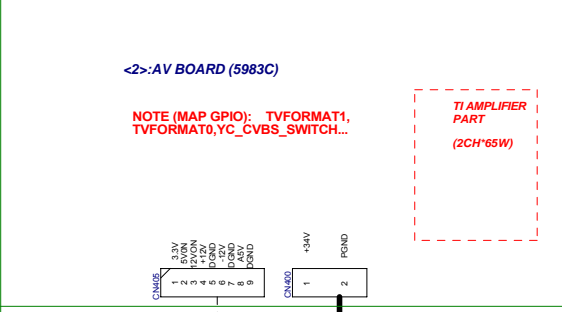 <2>:AV BOARD (5983C)
NOTE (MAP GPIO): TVFORMAT1,
TVFORMAT0,YC_CVBS_SWITCH...
TI AMPLIFIER
PART
(2CH*65W)
3.3V
5V0N
12VON
+12V
DGND
-12V
DGND
A5V
DGND
CN405
1
2
3
4
5
6
7
8
9
+34V
PGND
CN400
1
2